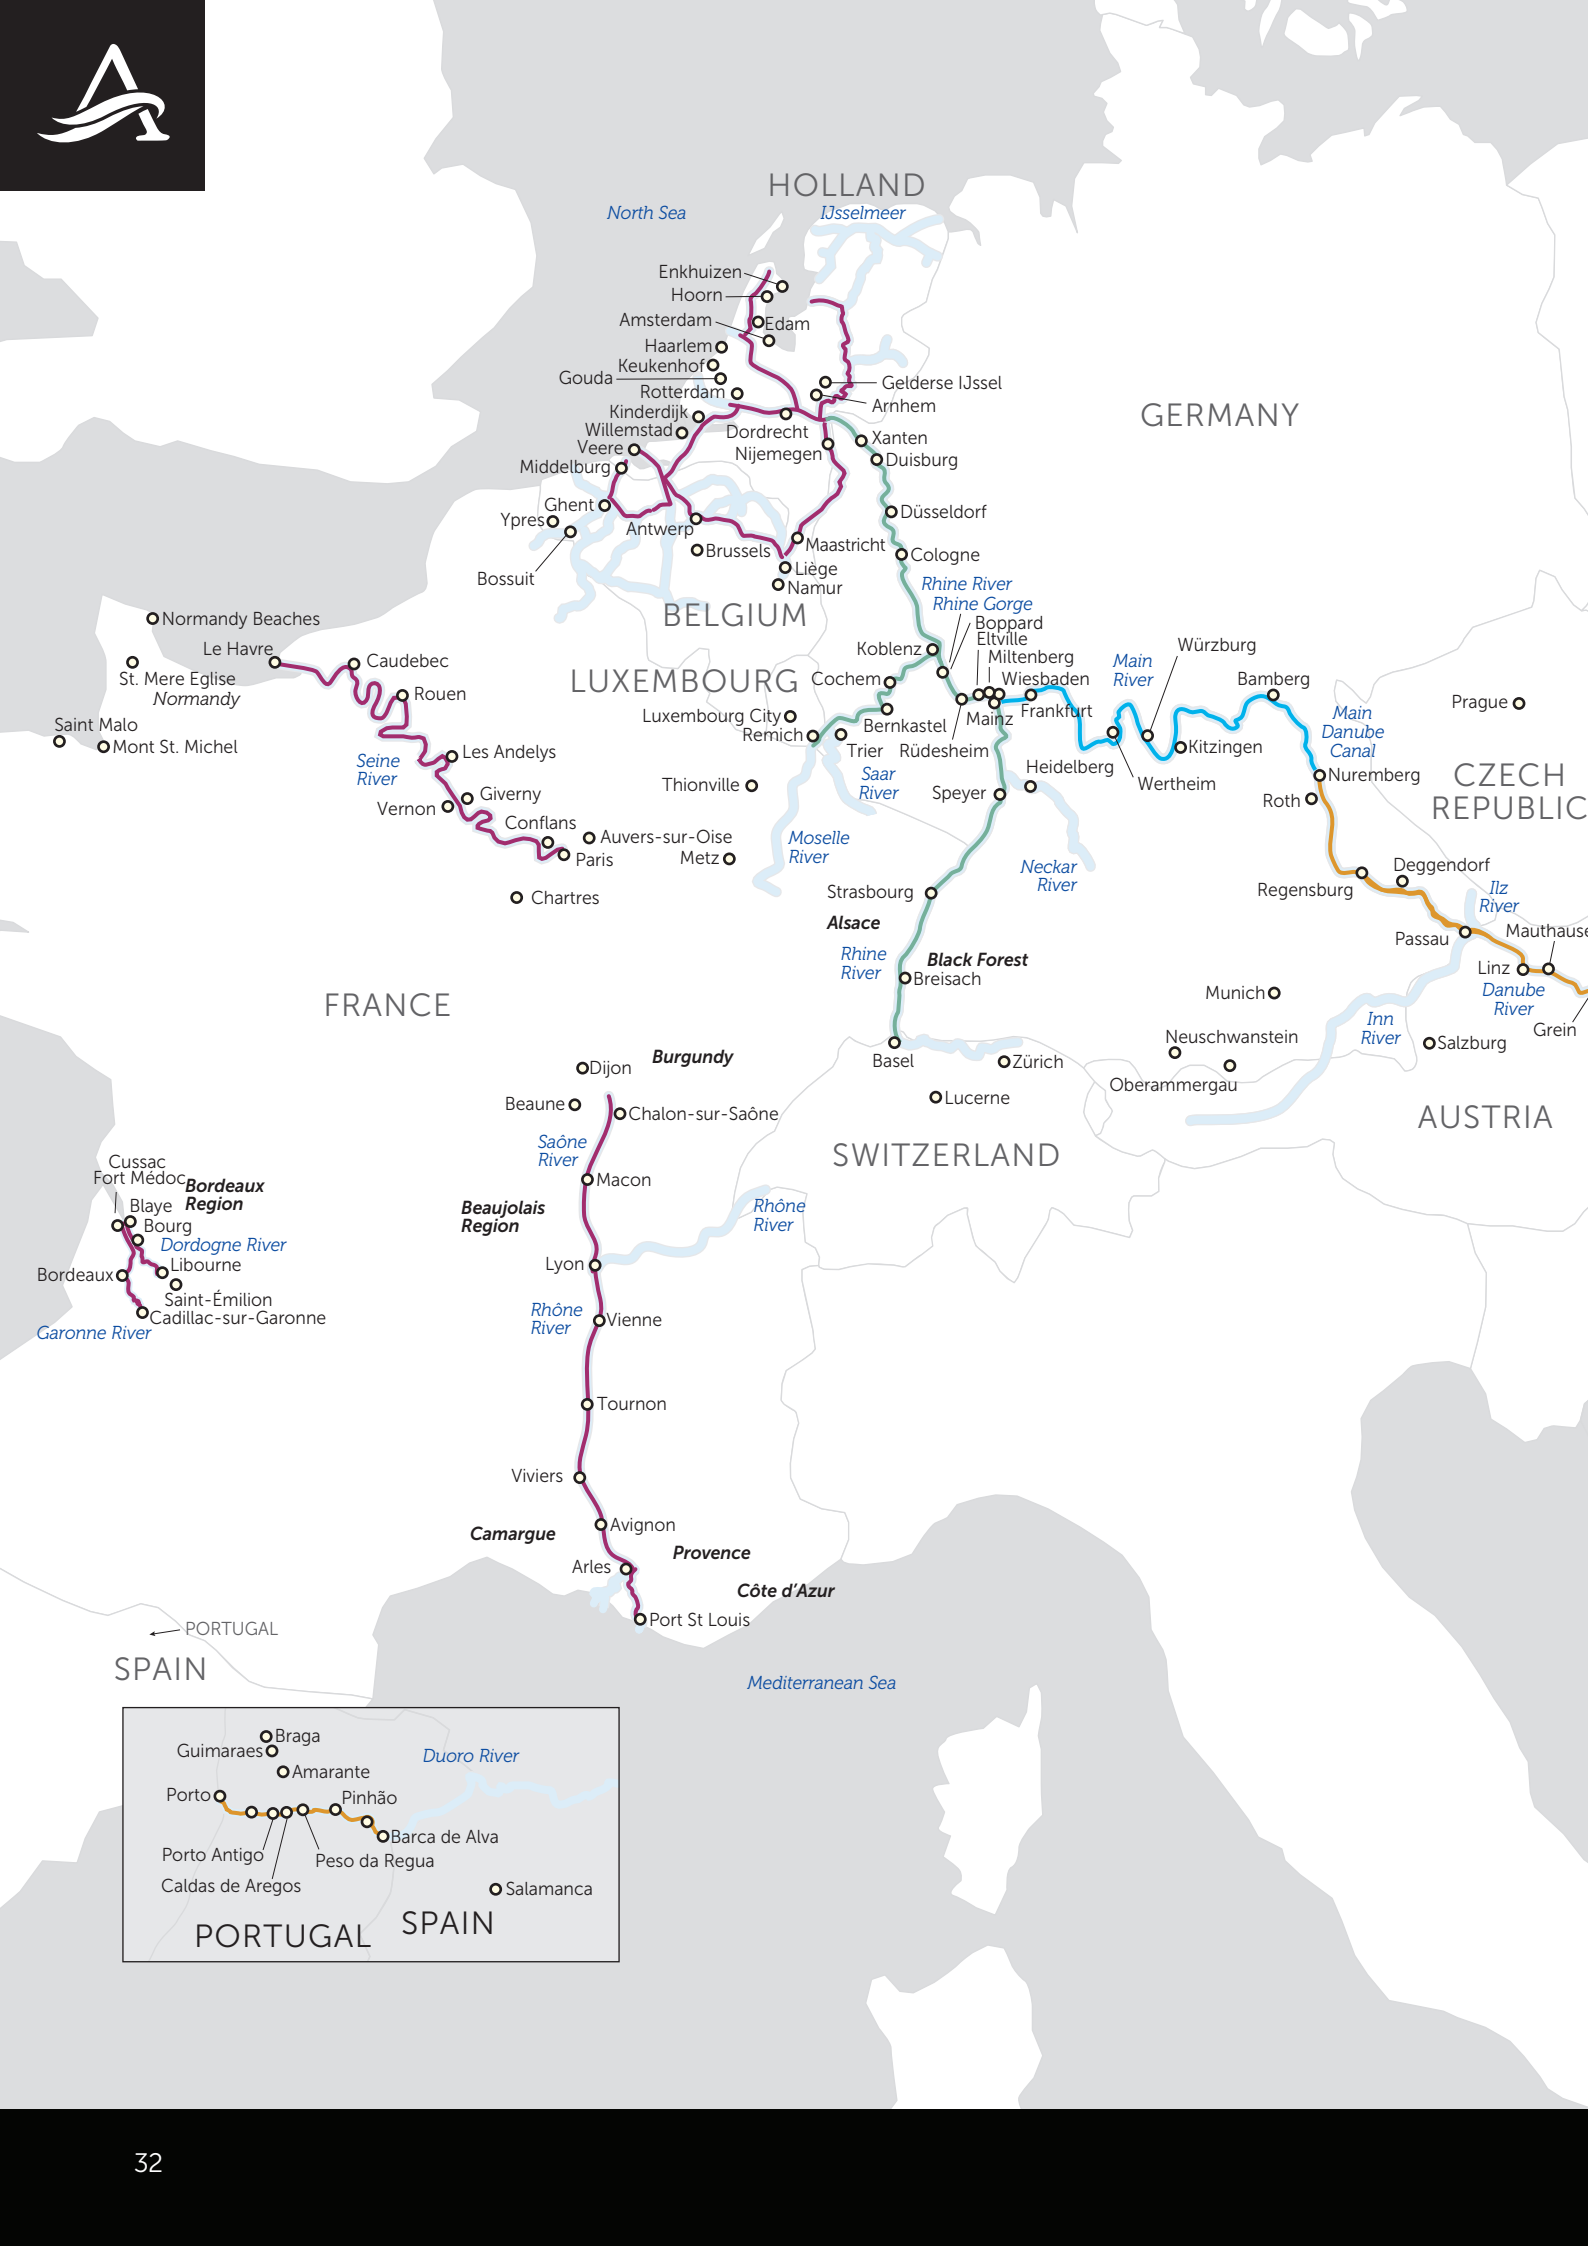 HOLLAND
North Sea
IJsselmeer
Enkhuizen
Hoorn
Amsterdam
Edam
Haarlem
Keukenhof
Gouda
Rotterdam
Gelderse IJssel
Arnhem
Kinderdijk
Willemstad
Veere
Middelburg
Dordrecht
Nijemegen
Xanten
Duisburg
GERMANY
Ghent
Ypres
Antwerp
Brussels
Bossuit
Düsseldorf
Maastricht
Cologne
Liège
Namur
BELGIUM
Rhine River
Rhine Gorge
Boppard
Eltville
Miltenberg
Wiesbaden
Koblenz
Cochem
LUXEMBOURG
Luxembourg City
Remich
Bernkastel
Trier
Rüdesheim
Mainz
Frankfurt
Main
River
Würzburg
Bamberg
Prague
Main
Danube
Canal
Kitzingen
Wertheim
Nuremberg
Roth
CZECH
REPUBLIC
Normandy Beaches
Le Havre
St. Mere Eglise
Normandy
Saint Malo
Mont St. Michel
Caudebec
Rouen
Les Andelys
Seine
River
Giverny
Vernon
Conflans
Auvers-sur-Oise
Paris
Chartres
Thionville
Metz
Saar
River
Moselle
River
Speyer
Heidelberg
Neckar
River
Strasbourg
Alsace
Rhine
River
Black Forest
Breisach
Basel
Zürich
Lucerne
SWITZERLAND
Deggendorf
Regensburg
Ilz
River
Passau
Mauthause
Linz
Danube
River
Grein
Munich
Neuschwanstein
Oberammergau
Inn
River
Salzburg
AUSTRIA
FRANCE
Dijon
Burgundy
Beaune
Chalon-sur-Saône
Saône
River
Macon
Beaujolais
Region
Rhône
River
Lyon
Rhône
River
Vienne
Tournon
Viviers
Avignon
Camargue
Provence
Arles
Côte d’Azur
Port St Louis
Mediterranean Sea
Cussac
Fort Médoc
Bordeaux
Region
Blaye
Bourg
Dordogne River
Libourne
Bordeaux
Saint-Émilion
Cadillac-sur-Garonne
Garonne River
PORTUGAL
SPAIN
Braga
Guimaraes
Amarante
Duoro River
Porto
Pinhão
Barca de Alva
Porto Antigo
Peso da Regua
Caldas de Aregos
Salamanca
PORTUGAL
SPAIN
32